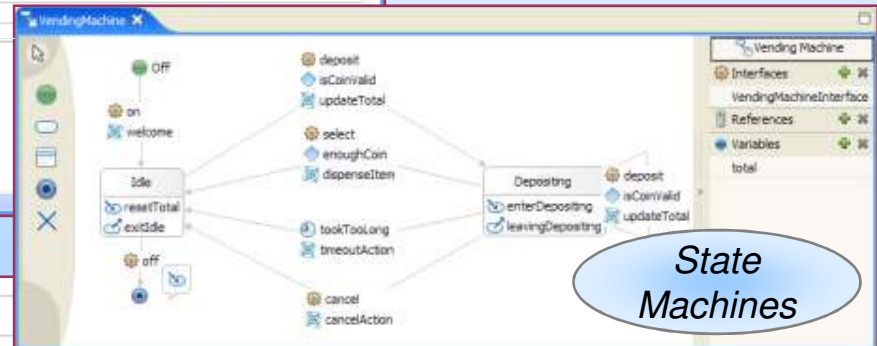 VendingMachine
Off
on
welcome
Idle
resetTotal
exitIdle
off
deposit
isCoinValid
updateTotal
select
enoughCoin
dispenseItem
tookTooLong
timeoutAction
cancel
cancelAction
Depositing
enterDepositing
leavingDepositing
deposit
isCoinValid
updateTotal
Vending Machine
Interfaces
VendingMachineInterface
References
Variables
total
State
Machines